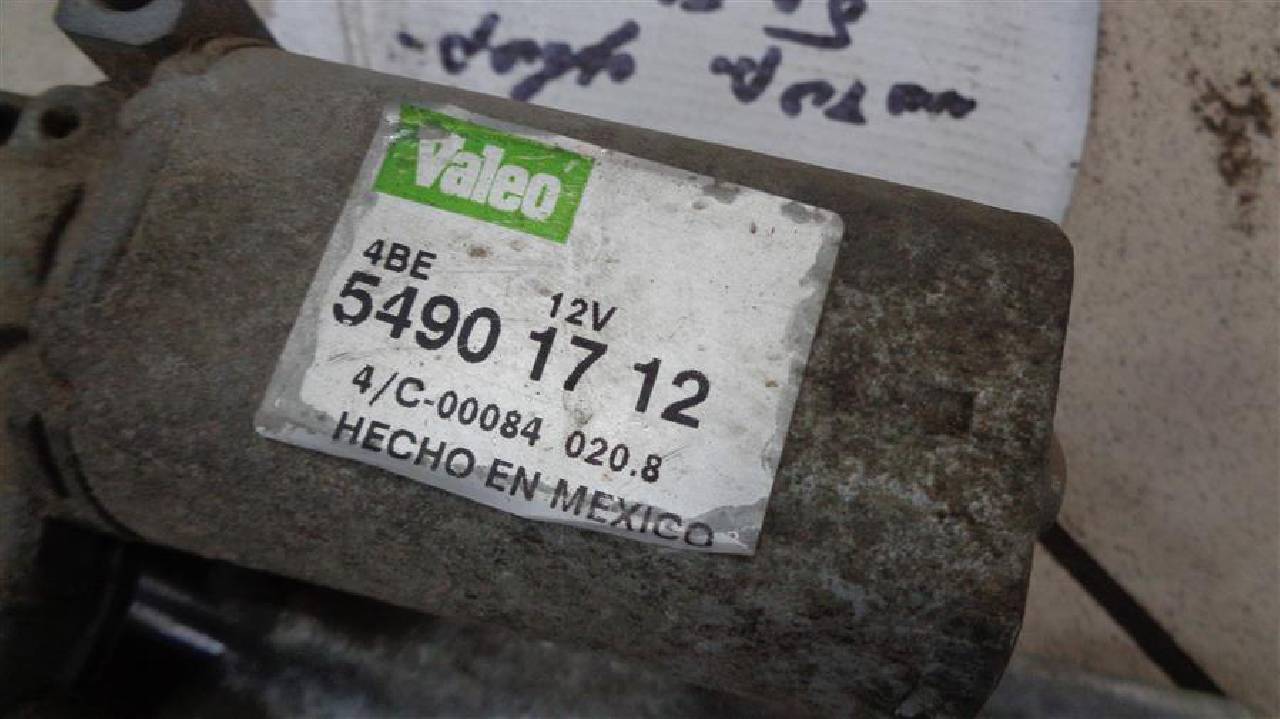 Valeo
4BE
12V
5490 17 12
4/C-00084 020.8
HECHO EN MEXICO